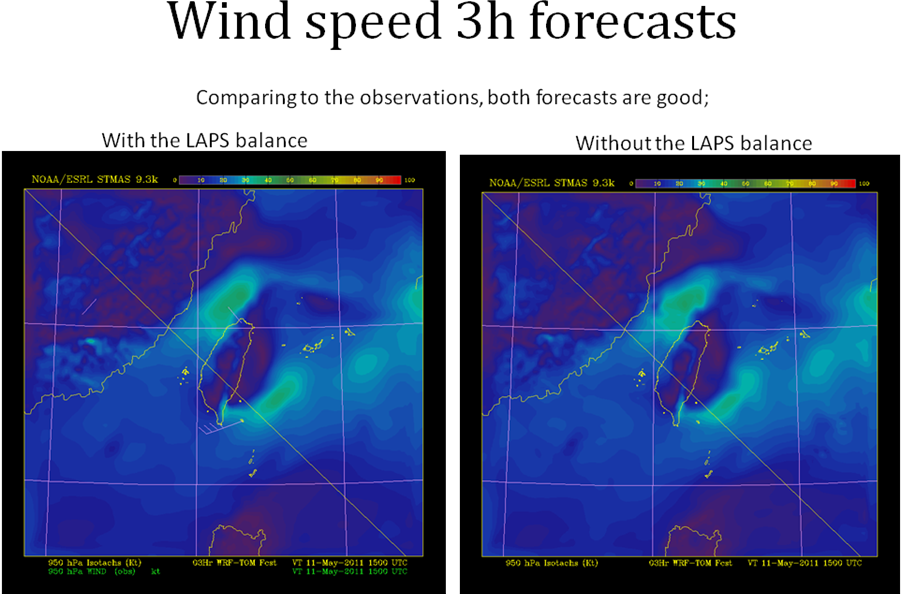 Wind speed 3h forecasts
Comparing to the observations, both forecasts are good;
With the LAPS balance
Without the LAPS balance
NOAA/ESRL STMAS 9.3k 0 10 20 30 40 50 60 70 80 90 100
NOAA/ESRL STMAS 9.3k 0 10 20 30 40 50 60 70 80 90 100
950 hPa Isotachs (Kt) 03Hr WRF-TOM Fcst VT 11-May-2011 1500 UTC
950 hPa WIND (obs) kt VT 11-May-2011 1500 UTC
950 hPa Isotachs (Kt) 03Hr WRF-TOM Fcst VT 11-May-2011 1500 UTC